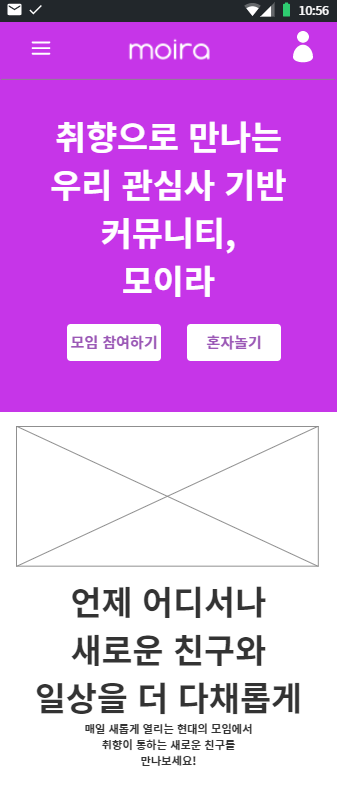 10:56
moira
취향으로 만나는
우리 관심사 기반
커뮤니티,
모이라
모임 참여하기
혼자놀기
언제 어디서나
새로운 친구와
일상을 더 다채롭게
매일 새롭게 열리는 현대의 모임에서
취향이 통하는 새로운 친구를
만나보세요!